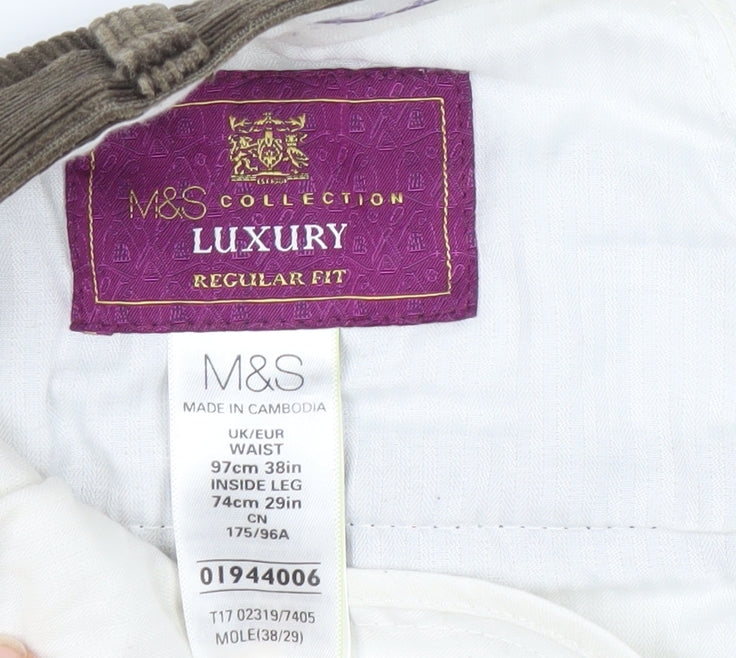 M&S COLLECTION
LUXURY
REGULAR FIT
M&S
MADE IN CAMBODIA
UK/EUR
WAIST
97cm 38in
INSIDE LEG
74cm 29in
CN
175/96A
01944006
T17 02319/7405
MOLE(38/29)